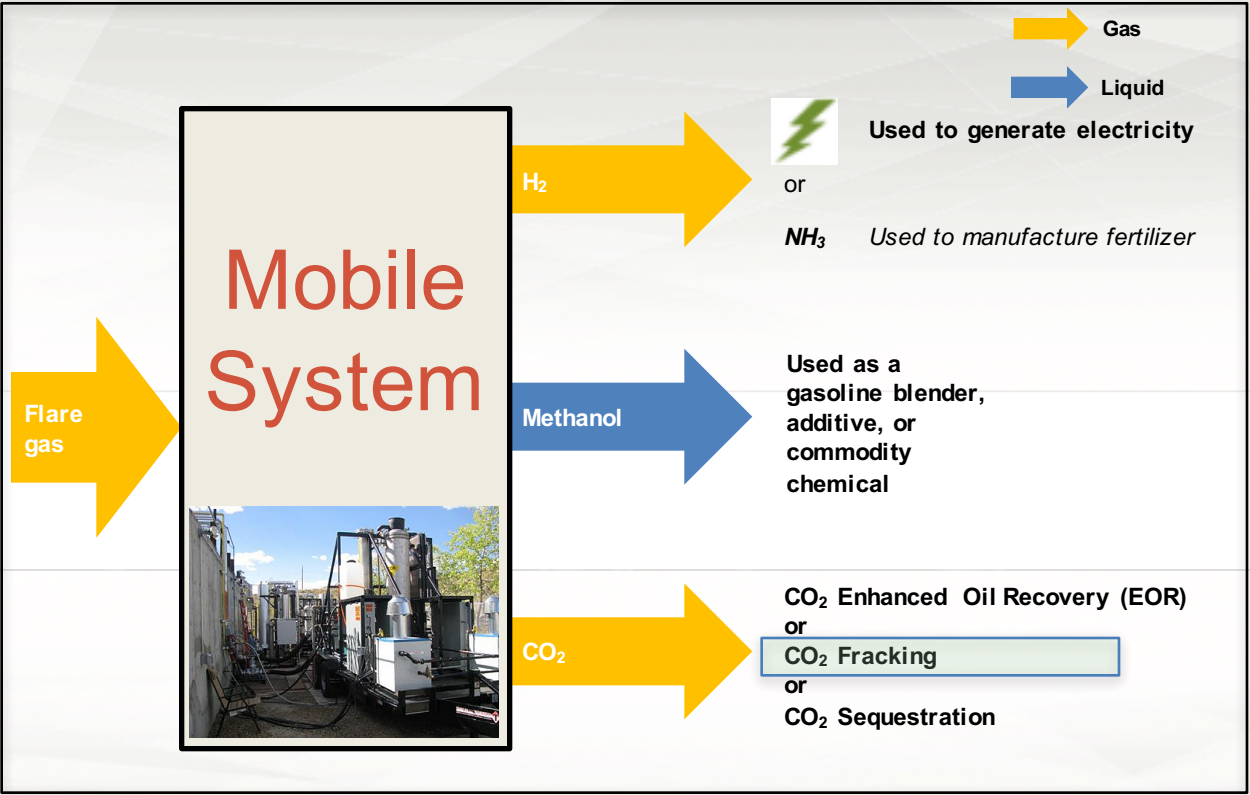 Gas
Liquid
Used to generate electricity
or
NH₃ Used to manufacture fertilizer
H₂
Mobile
System
Flare
gas
Methanol
Used as a
gasoline blender,
additive, or
commodity
chemical
CO₂
CO₂ Enhanced Oil Recovery (EOR)
or
CO₂ Fracking
or
CO₂ Sequestration